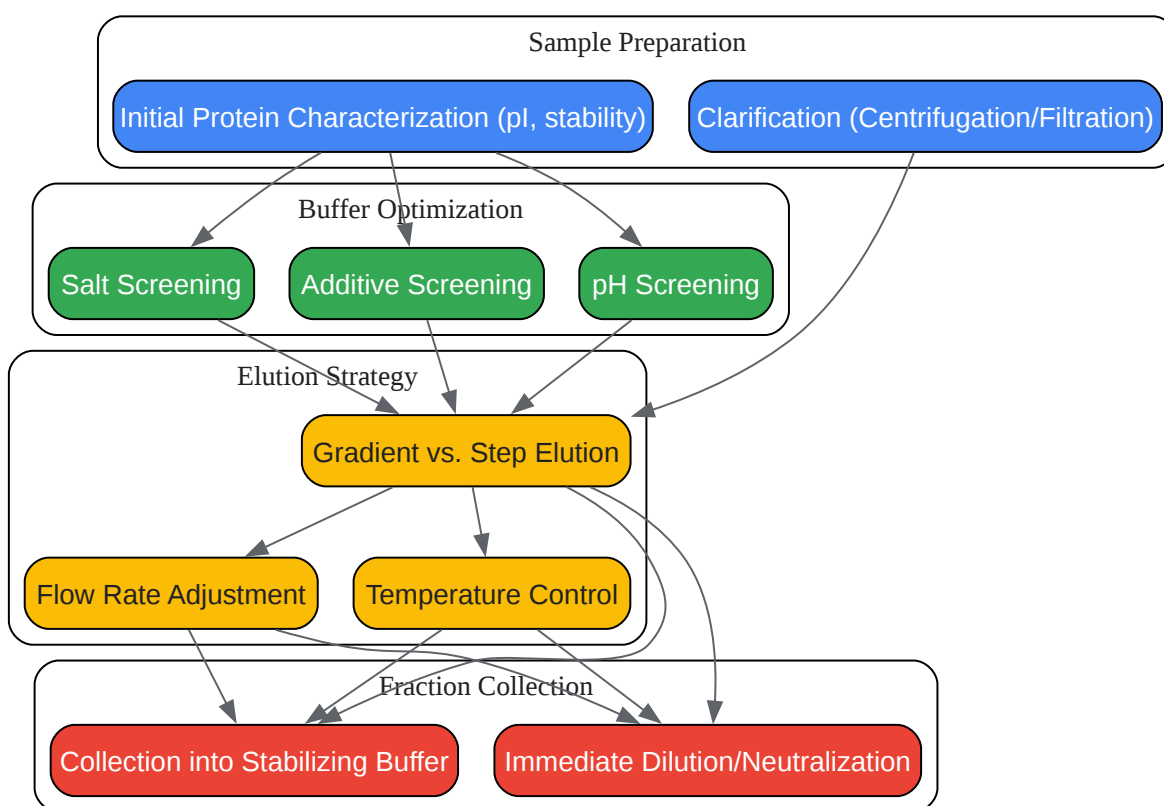 Sample Preparation
Initial Protein Characterization (pI, stability)
Clarification (Centrifugation/Filtration)
Buffer Optimization
Salt Screening
Additive Screening
pH Screening
Elution Strategy
Gradient vs. Step Elution
Flow Rate Adjustment
Temperature Control
Fraction Collection
Collection into Stabilizing Buffer
Immediate Dilution/Neutralization